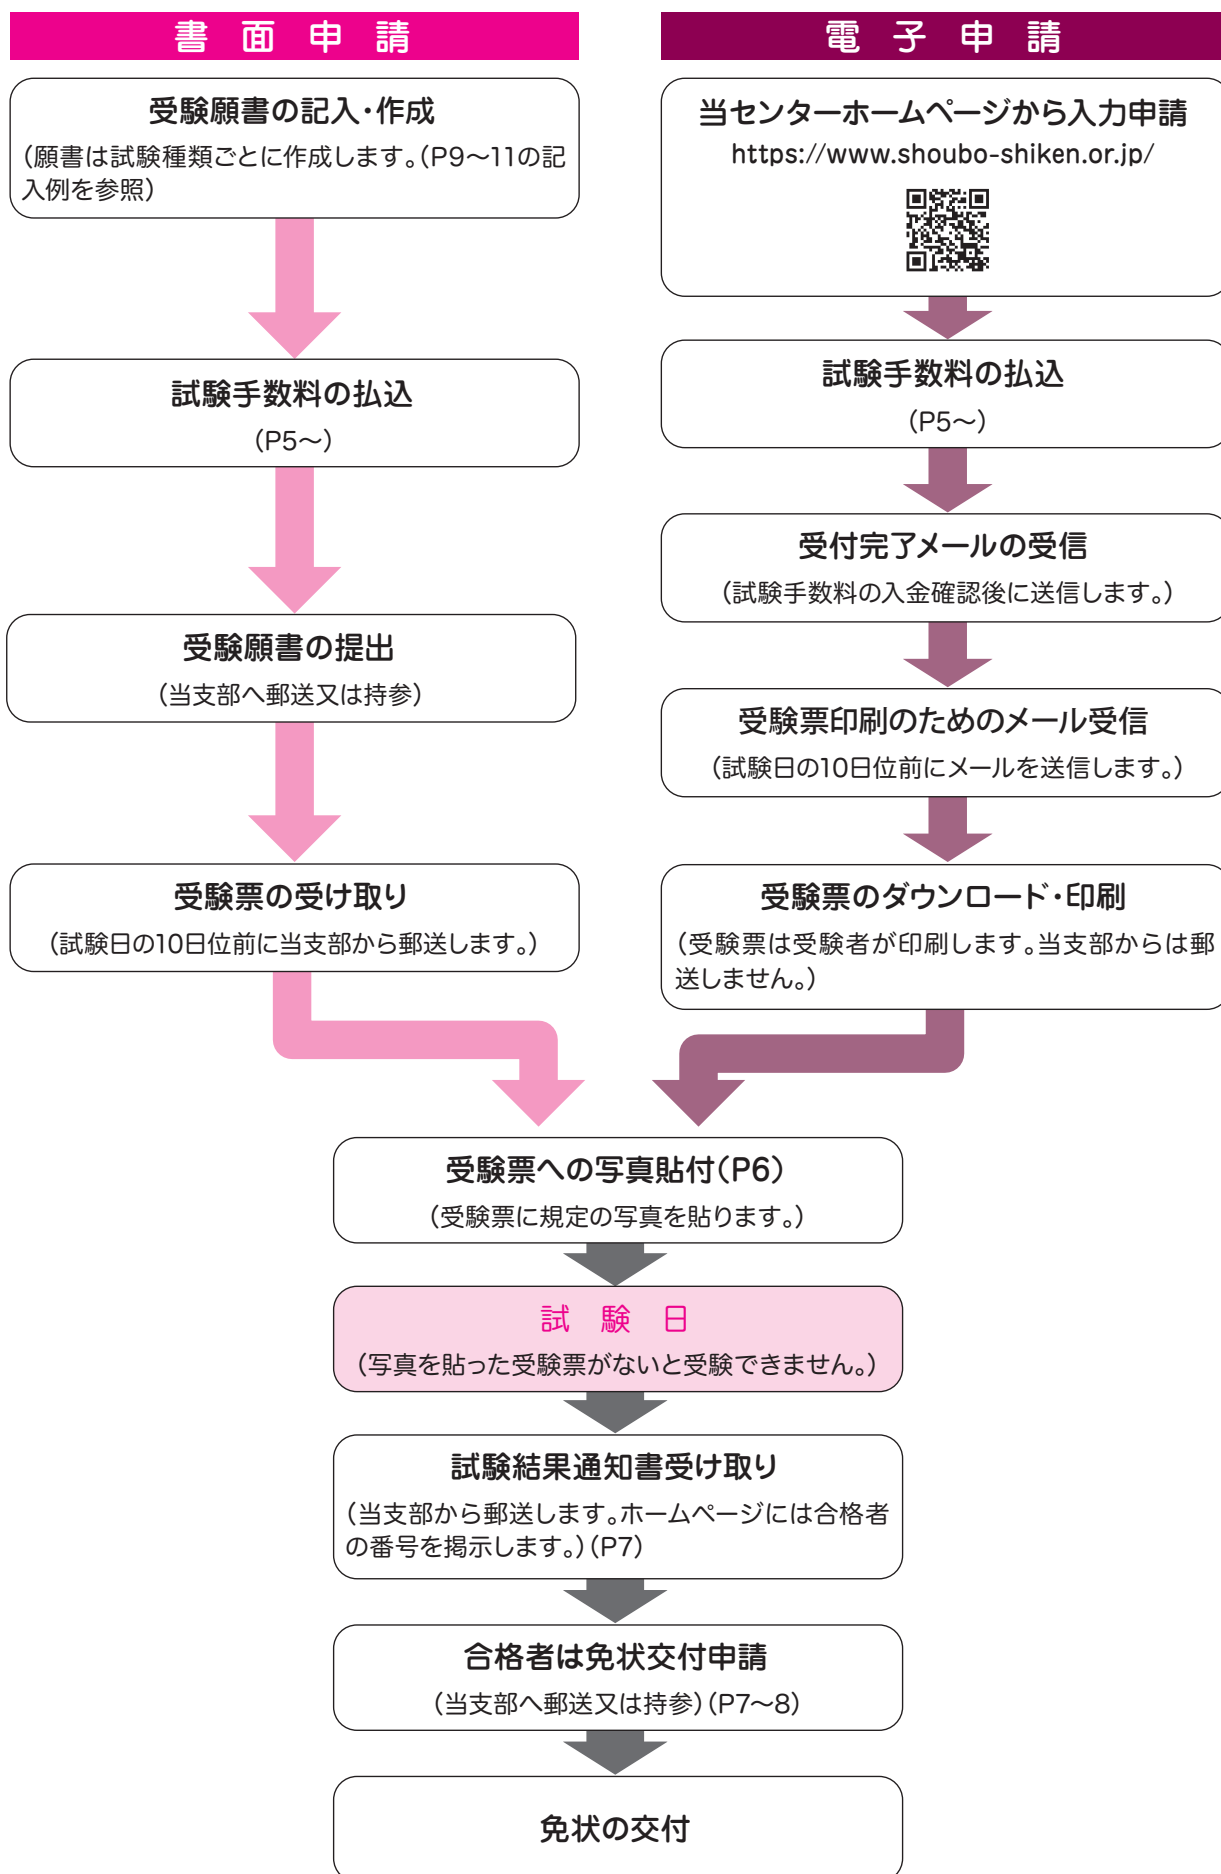 書面申請
受験願書の記入・作成
（願書は試験種類ごとに作成します。（P9～11の記
入例を参照）
試験手数料の払込
（P5～）
受験願書の提出
（当支部へ郵送又は持参）
受験票の受け取り
（試験日の10日位前に当支部から郵送します。）
電子申請
当センターホームページから入力申請
https://www.shoubo-shiken.or.jp/
試験手数料の払込
（P5～）
受付完了メールの受信
（試験手数料の入金確認後に送信します。）
受験票印刷のためのメール受信
（試験日の10日位前にメールを送信します。）
受験票のダウンロード・印刷
（受験票は受験者が印刷します。当支部からは郵
送しません。）
受験票への写真貼付（P6）
（受験票に規定の写真を貼ります。）
試験日
（写真を貼った受験票がないと受験できません。）
試験結果通知書受け取り
（当支部から郵送します。ホームページには合格者
の番号を掲示します。）（P7）
合格者は免状交付申請
（当支部へ郵送又は持参）（P7～8）
免状の交付